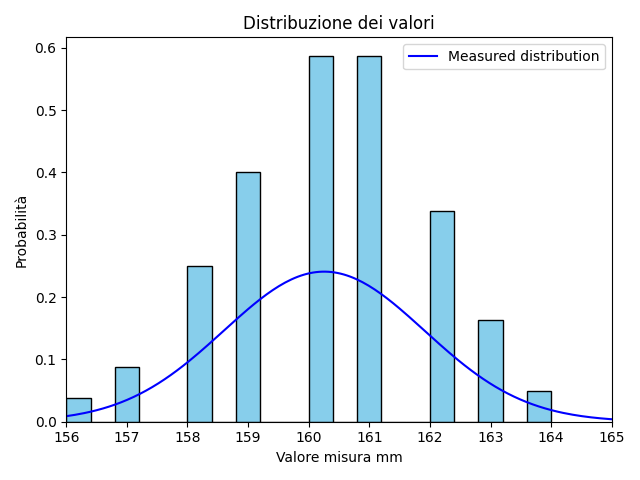 Distribuzione dei valori
Measured distribution
Probabilità
0.6
0.5
0.4
0.3
0.2
0.1
0.0
156 157 158 159 160 161 162 163 164 165
Valore misura mm